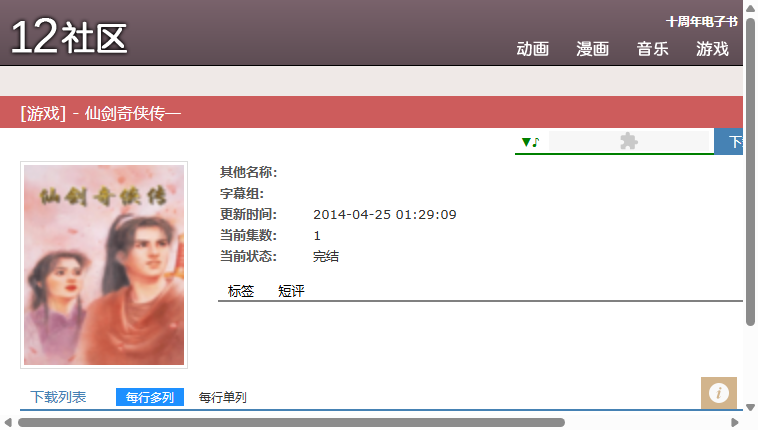 12社区
十周年电子书
动画 漫画 音乐 游戏
[游戏] - 仙剑奇侠传一
▼♪
仙剑奇侠传
其他名称:
字幕组:
更新时间: 2014-04-25 01:29:09
当前集数: 1
当前状态: 完结
标签 短评
下载列表 每行多列 每行单列